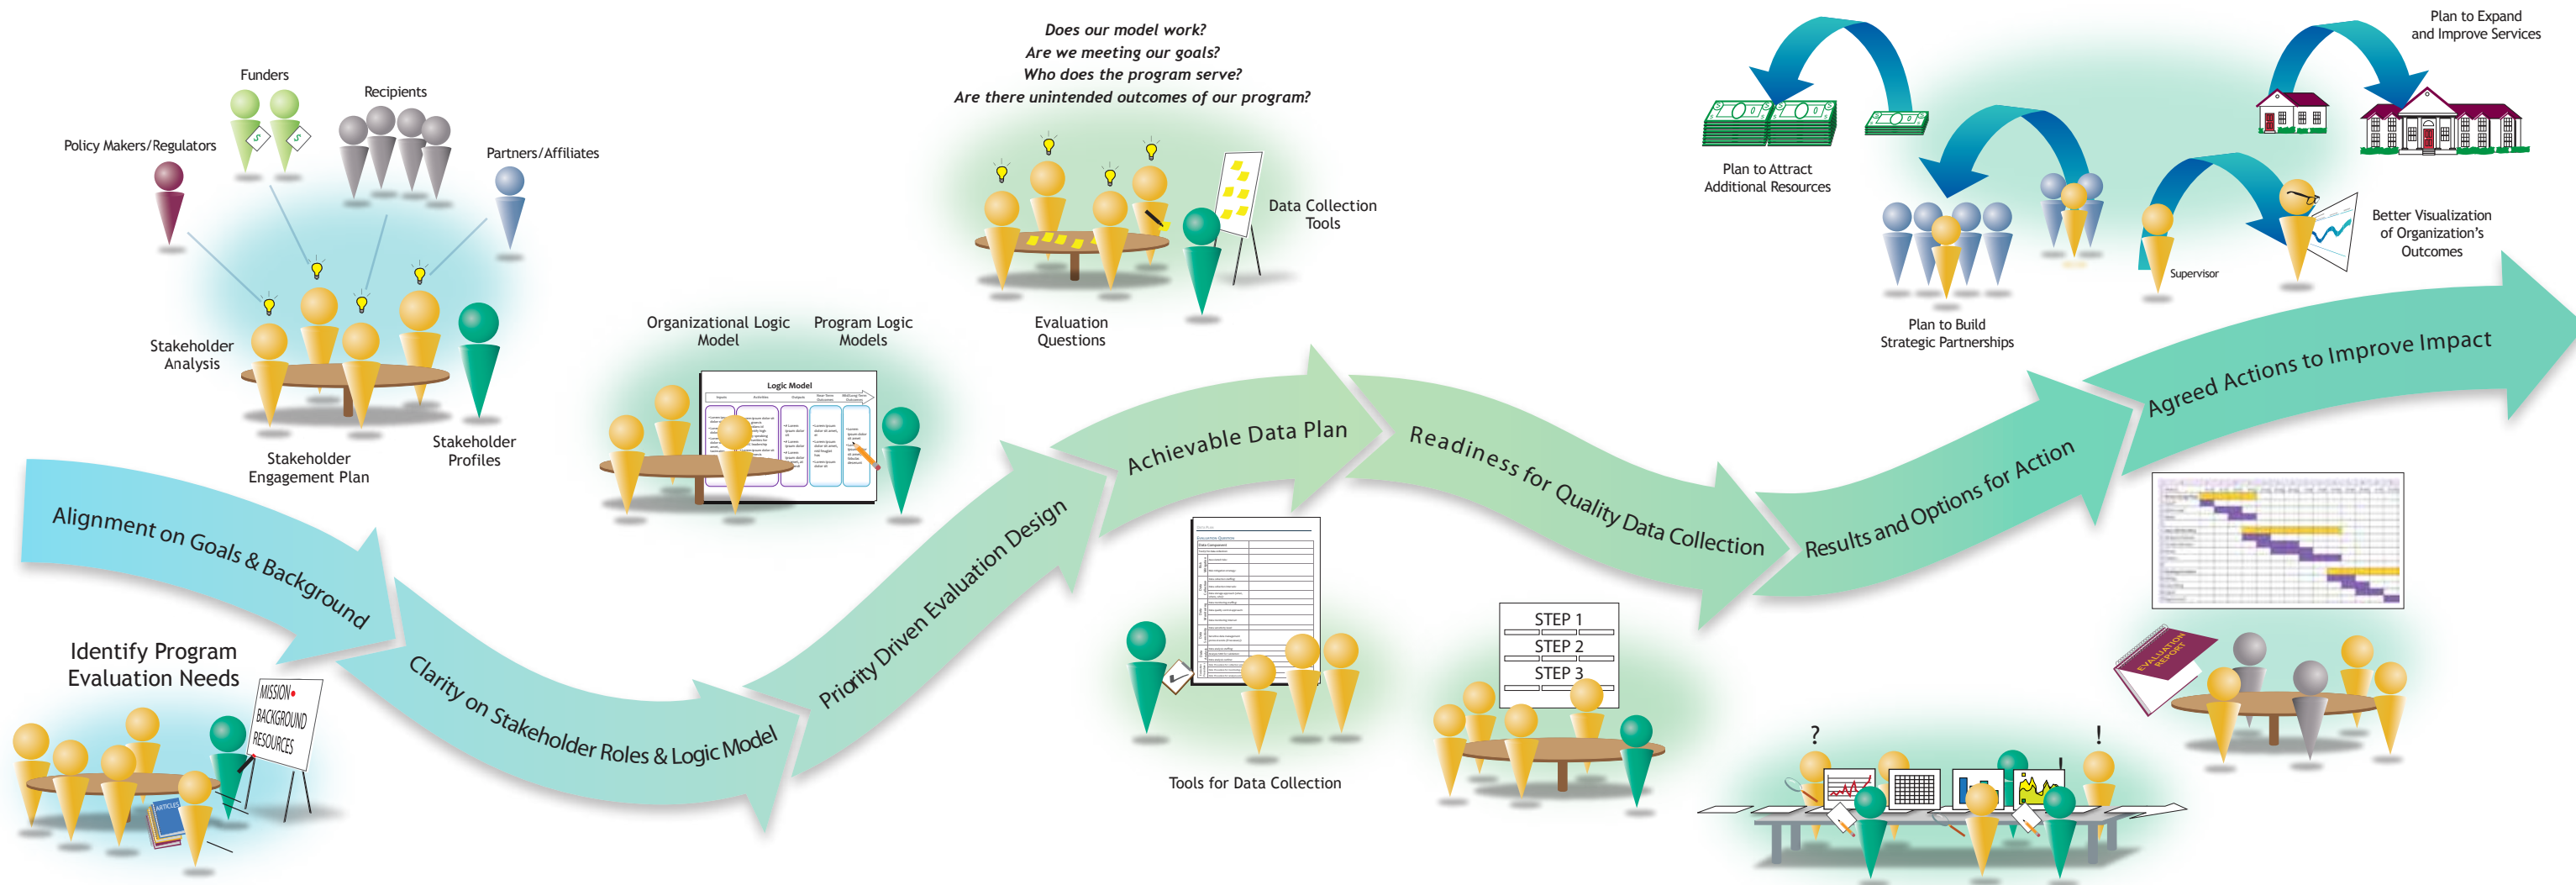 Policy Makers/Regulators
Funders
$
$
Recipients
Partners/Affiliates
Stakeholder
Analysis
Stakeholder
Engagement Plan
Stakeholder
Profiles
Alignment on Goals & Background
Identify Program
Evaluation Needs
MISSION
BACKGROUND
RESOURCES
ARTICLES
Clarity on Stakeholder Roles & Logic Model
Organizational Logic
Model
Program Logic
Models
Logic Model
Inputs
Activities
Outputs
Priority Driven Evaluation Design
Does our model work?
Are we meeting our goals?
Who does the program serve?
Are there unintended outcomes of our program?
Data Collection
Tools
Evaluation
Questions
Achievable Data Plan
Tools for Data Collection
Readiness for Quality Data Collection
STEP 1
STEP 2
STEP 3
Results and Options for Action
?
!
!
Agreed Actions to Improve Impact
EVALUATION
REPORT
Plan to Attract
Additional Resources
Plan to Build
Strategic Partnerships
Supervisor
Plan to Expand
and Improve Services
Better Visualization
of Organization's
Outcomes